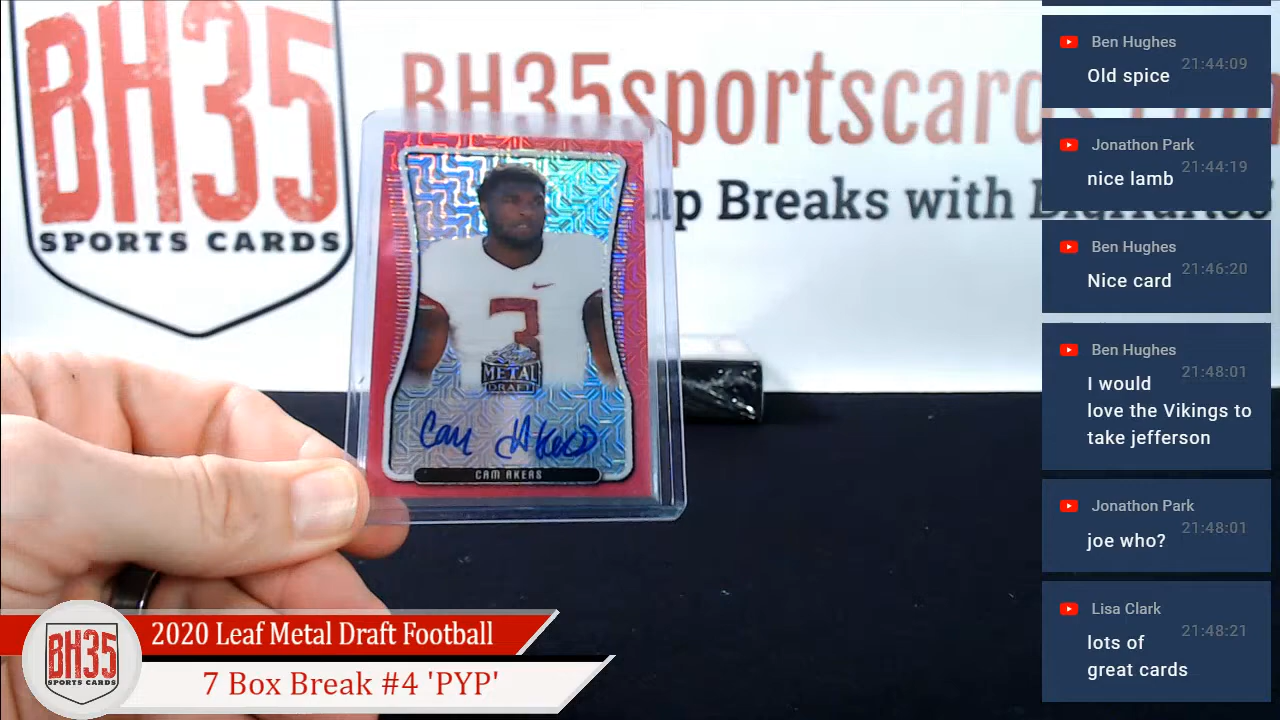 BH35
SPORTS CARDS
BH35sportscards.com
up Breaks with
3
Leaf
METAL
DRAFT
Cam Akers
CAM AKERS
2020 Leaf Metal Draft Football
7 Box Break #4 'PYP'
BH35
SPORTS CARDS
Ben Hughes
21:44:09
Old spice
Jonathon Park
21:44:19
nice lamb
Ben Hughes
21:46:20
Nice card
Ben Hughes
21:48:01
I would
love the Vikings to
take jefferson
Jonathon Park
21:48:01
joe who?
Lisa Clark
21:48:21
lots of
great cards